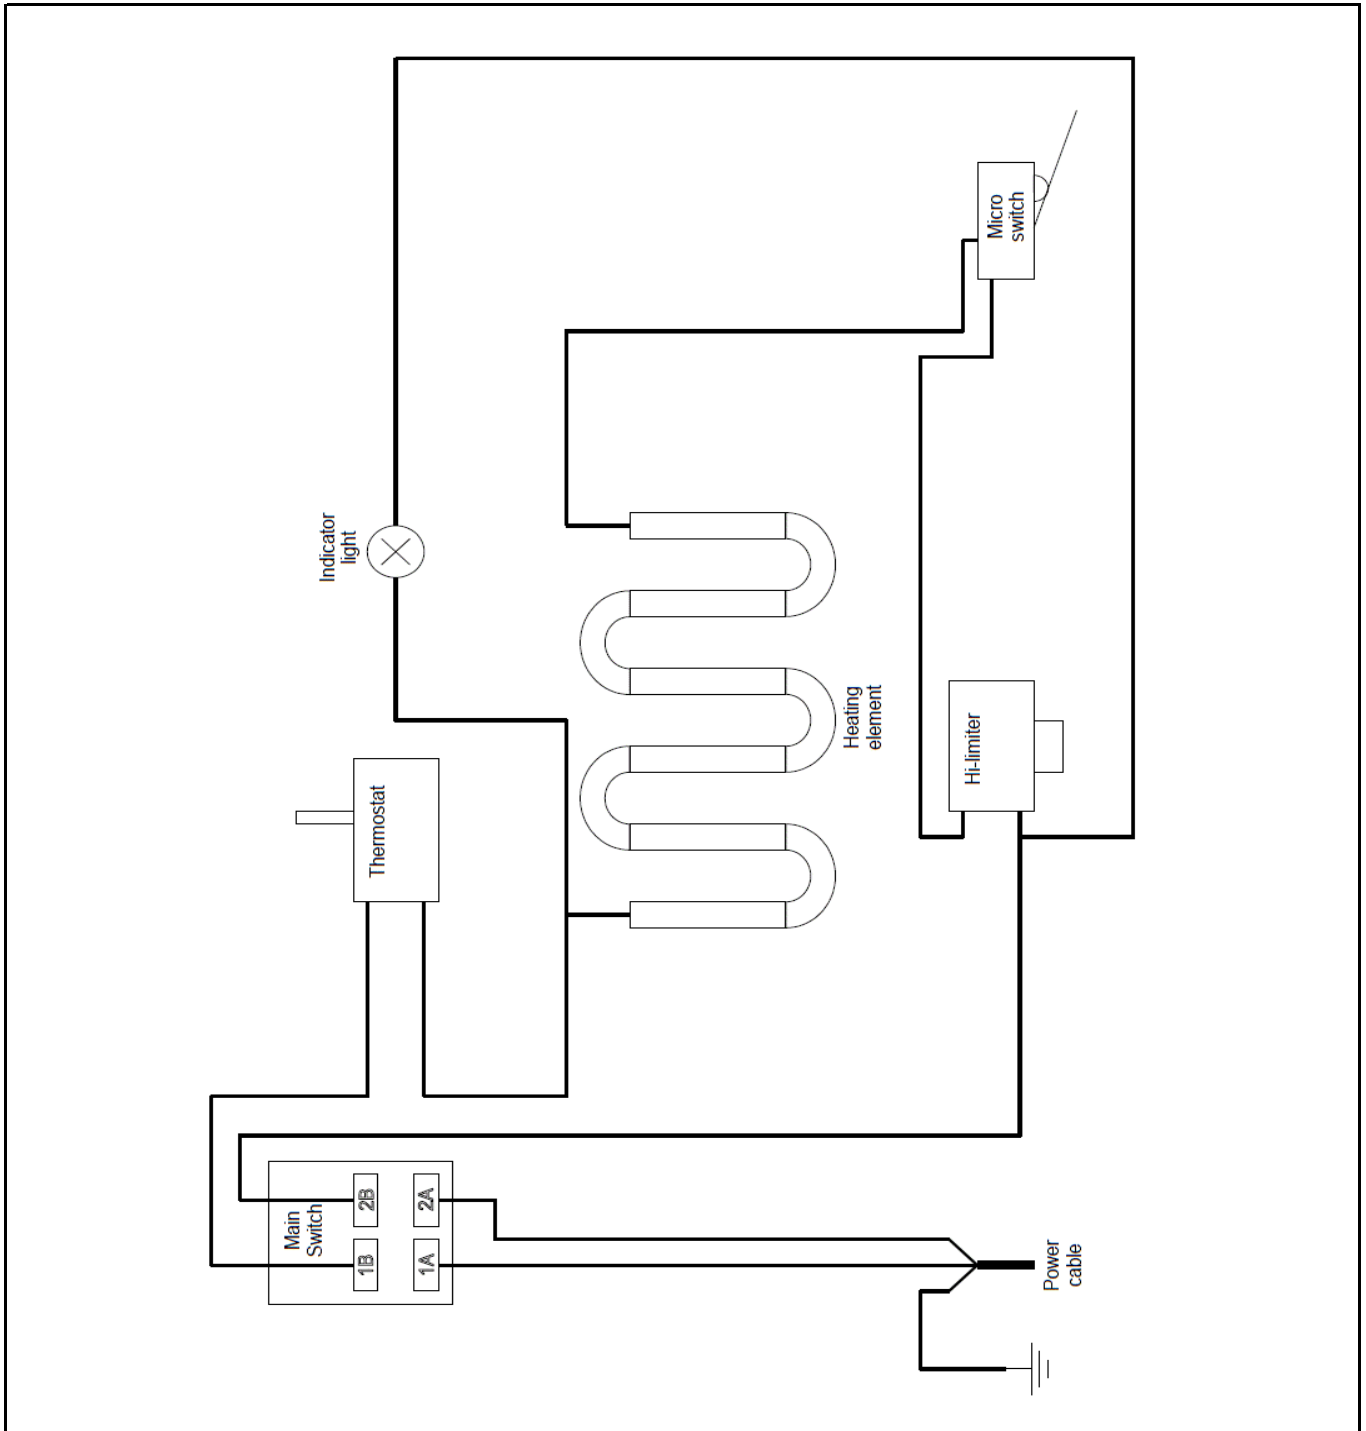 Micro
switch
Indicator
light
Heating
element
Hi-limiter
Thermostat
Main
Switch
2B
2A
1B
1A
Power
cable